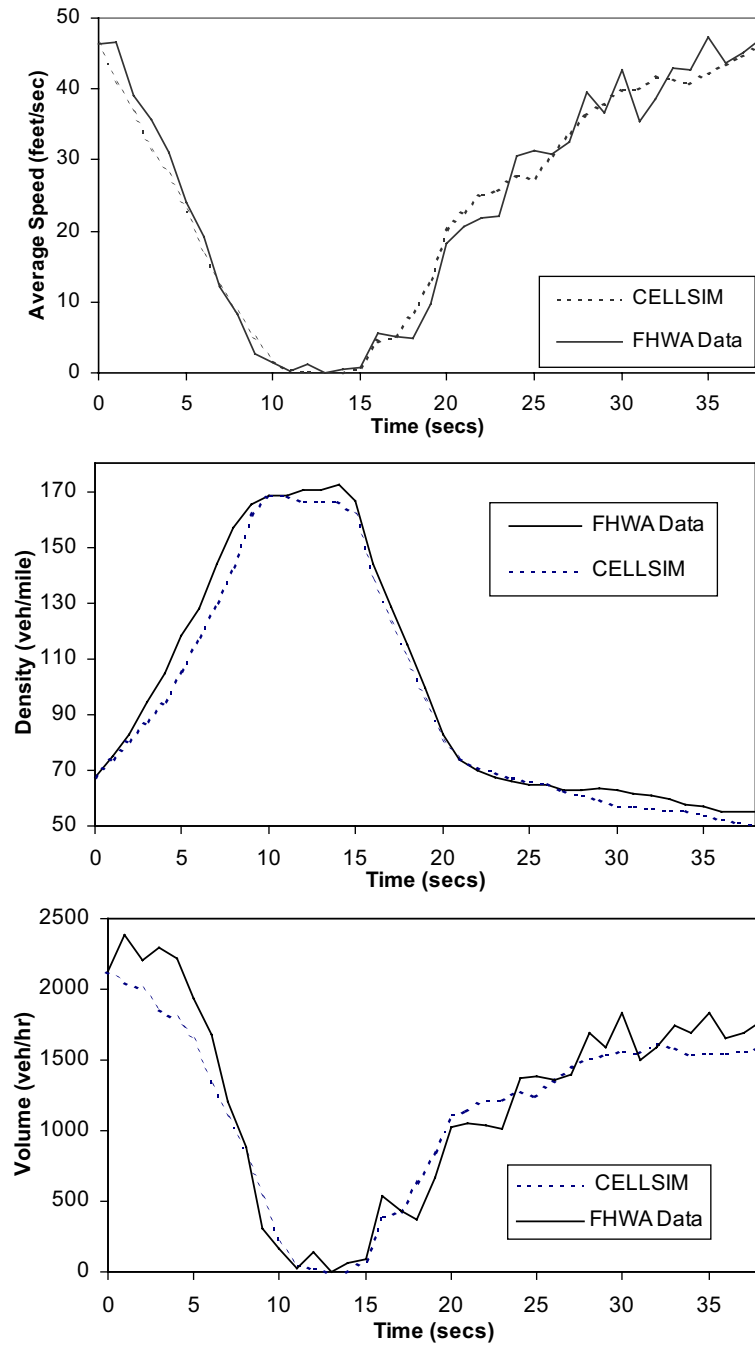 50
40
30
20
10
0
Average Speed (feet/sec)
CELLSIM
FHWA Data
0 5 10 15 20 25 30 35
Time (secs)
170
150
130
110
90
70
50
Density (veh/mile)
FHWA Data
CELLSIM
0 5 10 15 20 25 30 35
Time (secs)
2500
2000
1500
1000
500
0
Volume (veh/hr)
CELLSIM
FHWA Data
0 5 10 15 20 25 30 35
Time (secs)